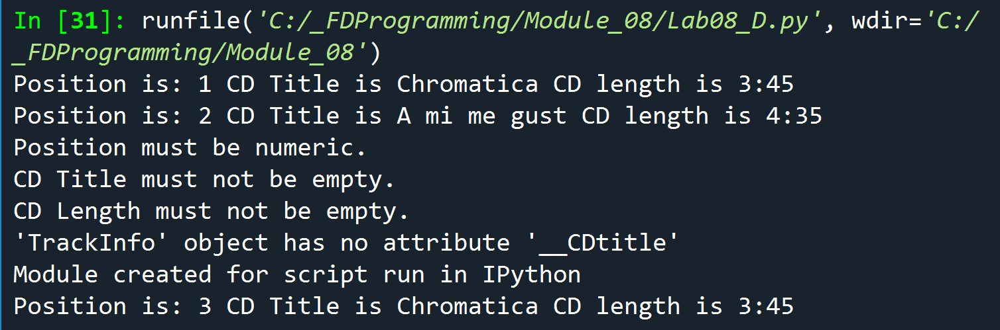 In [31]: runfile('C:/_FDProgramming/Module_08/Lab08_D.py', wdir='C:/
_FDProgramming/Module_08')
Position is: 1 CD Title is Chromatica CD length is 3:45
Position is: 2 CD Title is A mi me gust CD length is 4:35
Position must be numeric.
CD Title must not be empty.
CD Length must not be empty.
'TrackInfo' object has no attribute '__CDtitle'
Module created for script run in IPython
Position is: 3 CD Title is Chromatica CD length is 3:45